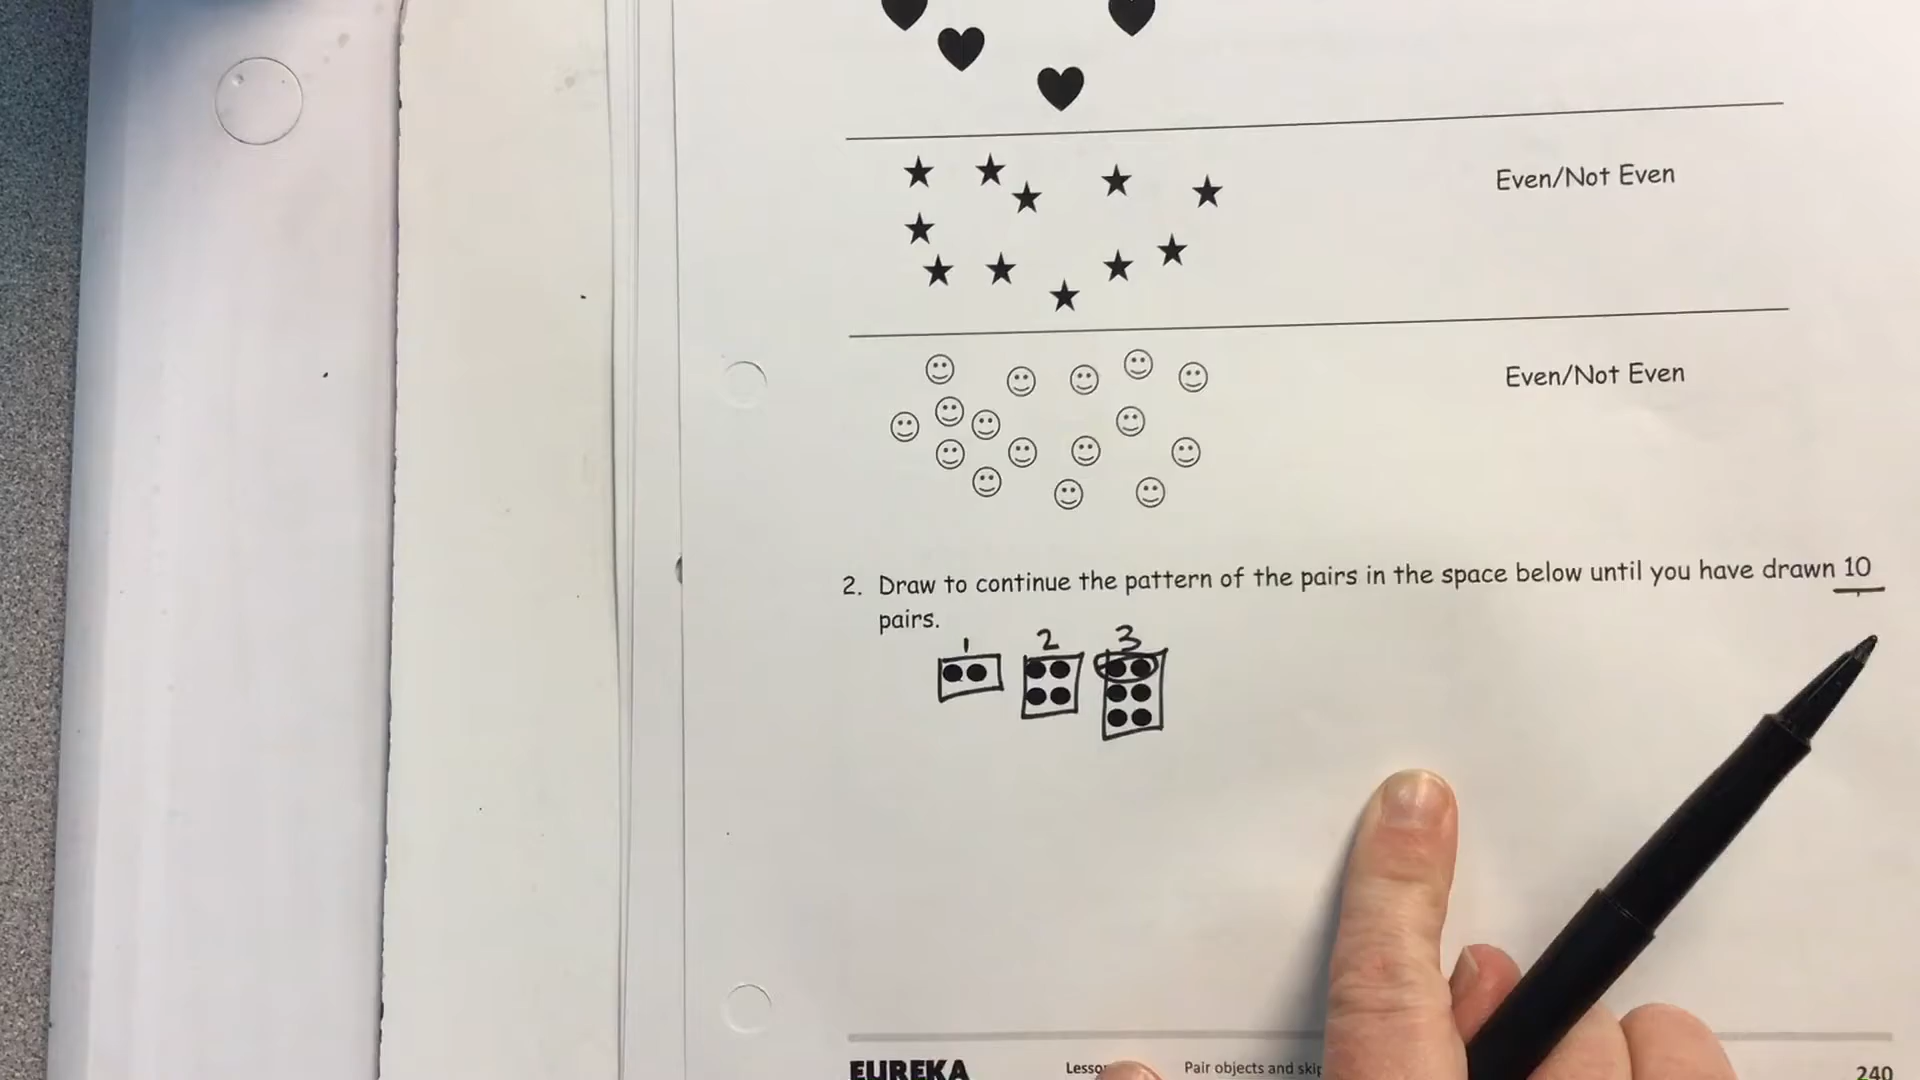 Even/Not Even
Even/Not Even
2. Draw to continue the pattern of the pairs in the space below until you have drawn 10
pairs.
1 2 3
EUREKA Pair objects and 240